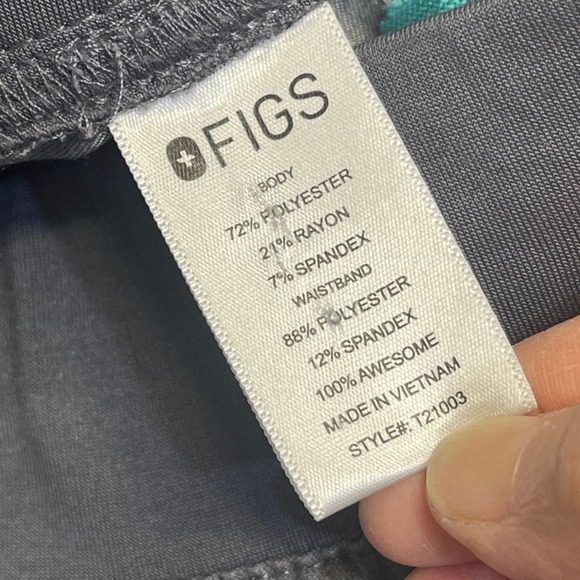 FIGS
BODY
72% POLYESTER
21% RAYON
7% SPANDEX
WAISTBAND
88% POLYESTER
12% SPANDEX
100% AWESOME
MADE IN VIETNAM
STYLE#: T21003